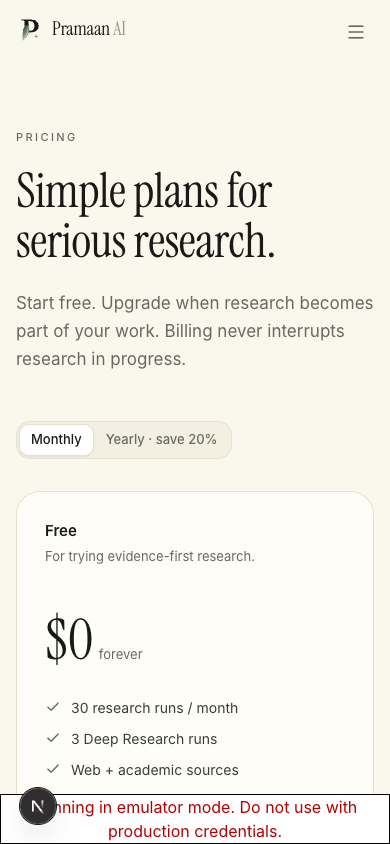 Pramaan AI
PRICING
Simple plans for
serious research.
Start free. Upgrade when research becomes
part of your work. Billing never interrupts
research in progress.
Monthly Yearly · save 20%
Free
For trying evidence-first research.
$0 forever
30 research runs / month
3 Deep Research runs
Web + academic sources
N
nning in emulator mode. Do not use with
production credentials.